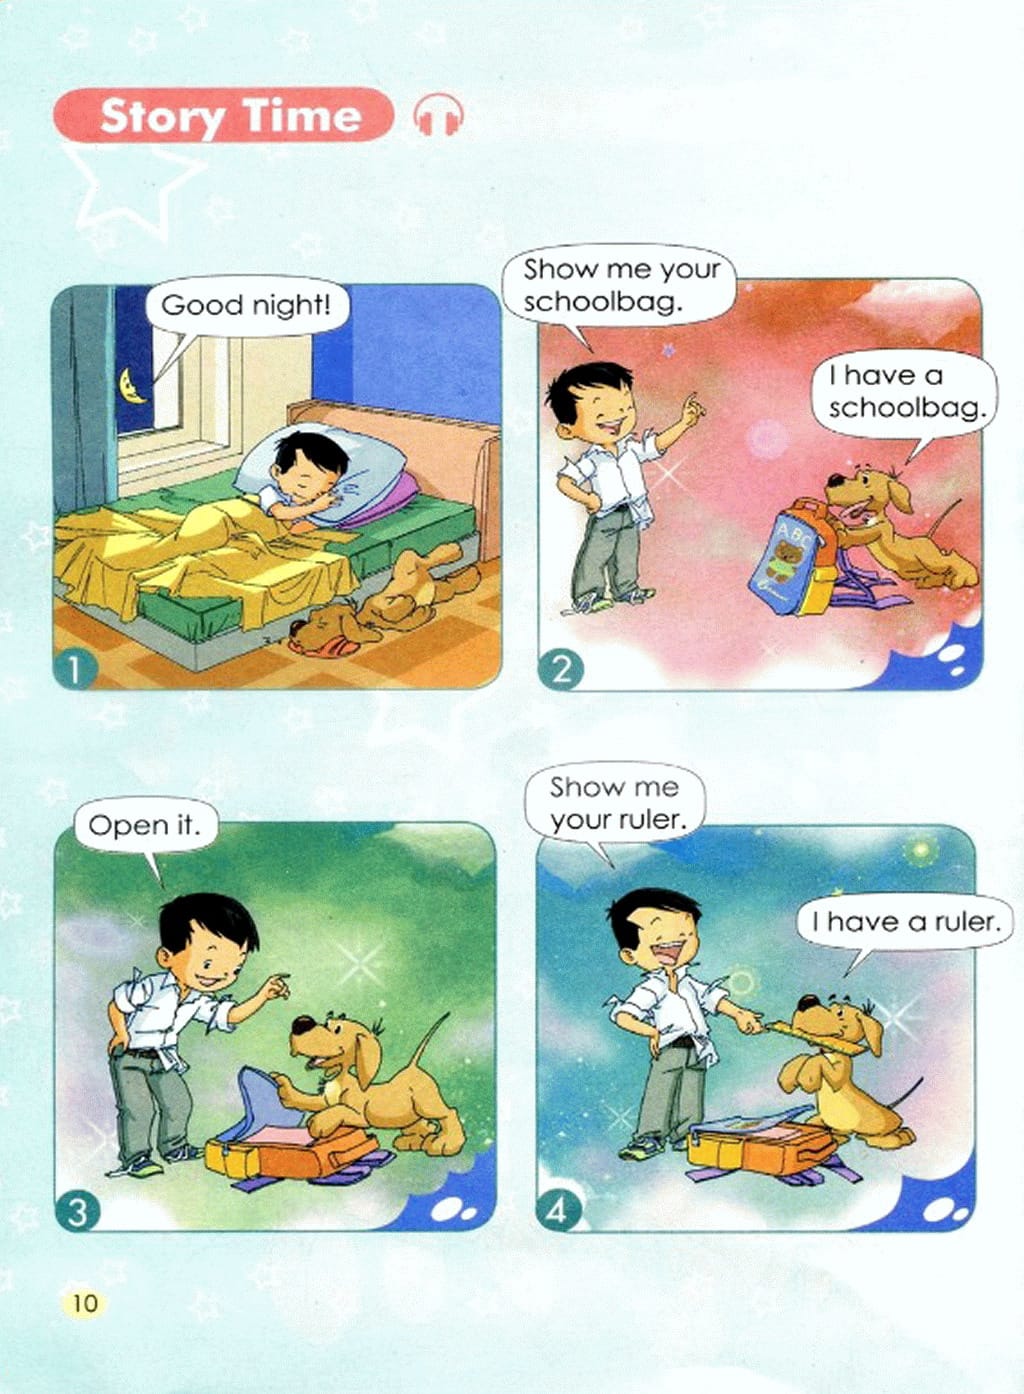 Story Time
Good night!
1
Show me your
schoolbag.
I have a
schoolbag.
ABC
2
Open it.
3
Show me
your ruler.
I have a ruler.
4
10